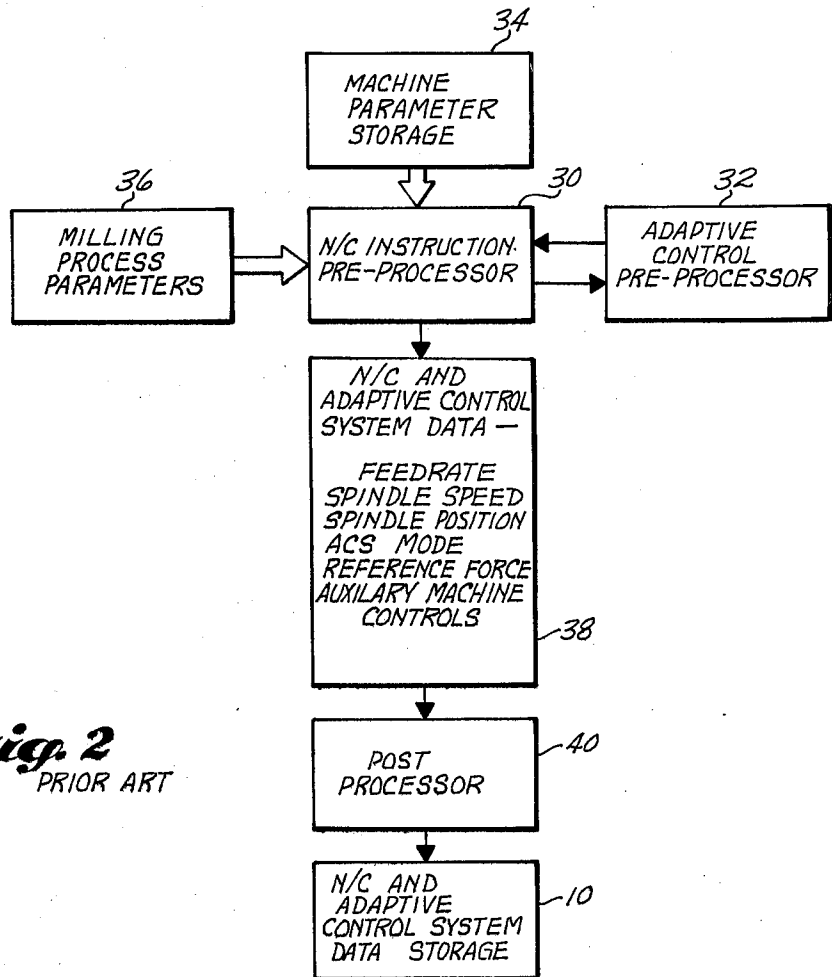 34
MACHINE
PARAMETER
STORAGE
36
MILLING
PROCESS
PARAMETERS
30
N/C INSTRUCTION
PRE-PROCESSOR
32
ADAPTIVE
CONTROL
PRE-PROCESSOR
N/C AND
ADAPTIVE CONTROL
SYSTEM DATA —
FEEDRATE
SPINDLE SPEED
SPINDLE POSITION
ACS MODE
REFERENCE FORCE
AUXILARY MACHINE
CONTROLS
38
Fig. 2
PRIOR ART
POST
PROCESSOR
40
N/C AND
ADAPTIVE
CONTROL SYSTEM
DATA STORAGE
10